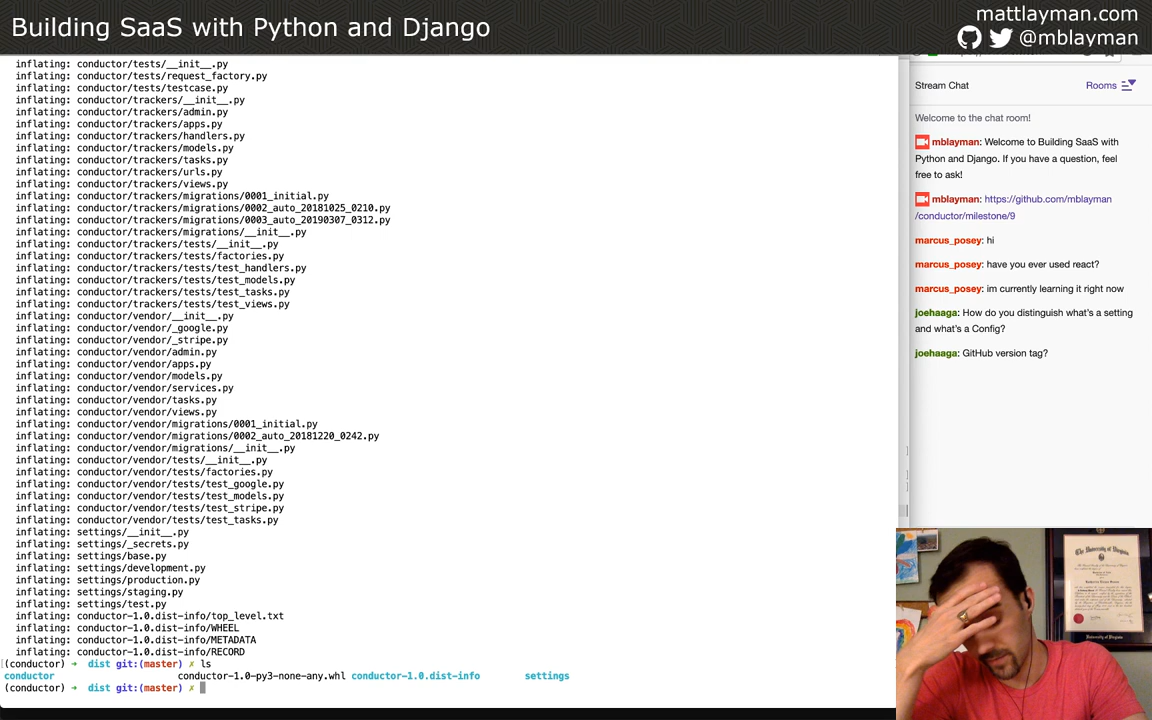 Building SaaS with Python and Django
mattlayman.com
@mblayman
inflating: conductor/tests/__init__.py
inflating: conductor/tests/request_factory.py
inflating: conductor/tests/testcase.py
inflating: conductor/trackers/__init__.py
inflating: conductor/trackers/admin.py
inflating: conductor/trackers/apps.py
inflating: conductor/trackers/handlers.py
inflating: conductor/trackers/models.py
inflating: conductor/trackers/tasks.py
inflating: conductor/trackers/urls.py
inflating: conductor/trackers/views.py
inflating: conductor/trackers/migrations/0001_initial.py
inflating: conductor/trackers/migrations/0002_auto_20181025_0210.py
inflating: conductor/trackers/migrations/0003_auto_20190307_0312.py
inflating: conductor/trackers/migrations/__init__.py
inflating: conductor/trackers/tests/__init__.py
inflating: conductor/trackers/tests/factories.py
inflating: conductor/trackers/tests/test_handlers.py
inflating: conductor/trackers/tests/test_models.py
inflating: conductor/trackers/tests/test_tasks.py
inflating: conductor/trackers/tests/test_views.py
inflating: conductor/vendor/__init__.py
inflating: conductor/vendor/_google.py
inflating: conductor/vendor/_stripe.py
inflating: conductor/vendor/admin.py
inflating: conductor/vendor/apps.py
inflating: conductor/vendor/models.py
inflating: conductor/vendor/services.py
inflating: conductor/vendor/tasks.py
inflating: conductor/vendor/views.py
inflating: conductor/vendor/migrations/0001_initial.py
inflating: conductor/vendor/migrations/0002_auto_20181220_0242.py
inflating: conductor/vendor/migrations/__init__.py
inflating: conductor/vendor/tests/__init__.py
inflating: conductor/vendor/tests/factories.py
inflating: conductor/vendor/tests/test_google.py
inflating: conductor/vendor/tests/test_models.py
inflating: conductor/vendor/tests/test_stripe.py
inflating: conductor/vendor/tests/test_tasks.py
inflating: settings/__init__.py
inflating: settings/_secrets.py
inflating: settings/base.py
inflating: settings/development.py
inflating: settings/production.py
inflating: settings/staging.py
inflating: settings/test.py
inflating: conductor-1.0.dist-info/top_level.txt
inflating: conductor-1.0.dist-info/WHEEL
inflating: conductor-1.0.dist-info/METADATA
inflating: conductor-1.0.dist-info/RECORD
(conductor) ➜ dist git:(master) ✗ ls
conductor conductor-1.0-py3-none-any.whl conductor-1.0.dist-info settings
(conductor) ➜ dist git:(master) ✗
Stream Chat Rooms
Welcome to the chat room!
mblayman: Welcome to Building SaaS with
Python and Django. If you have a question, feel
free to ask!
mblayman: https://github.com/mblayman
/conductor/milestone/9
marcus_posey: hi
marcus_posey: have you ever used react?
marcus_posey: im currently learning it right now
joehaaga: How do you distinguish what's a setting
and what's a Config?
joehaaga: GitHub version tag?
The University of Virginia